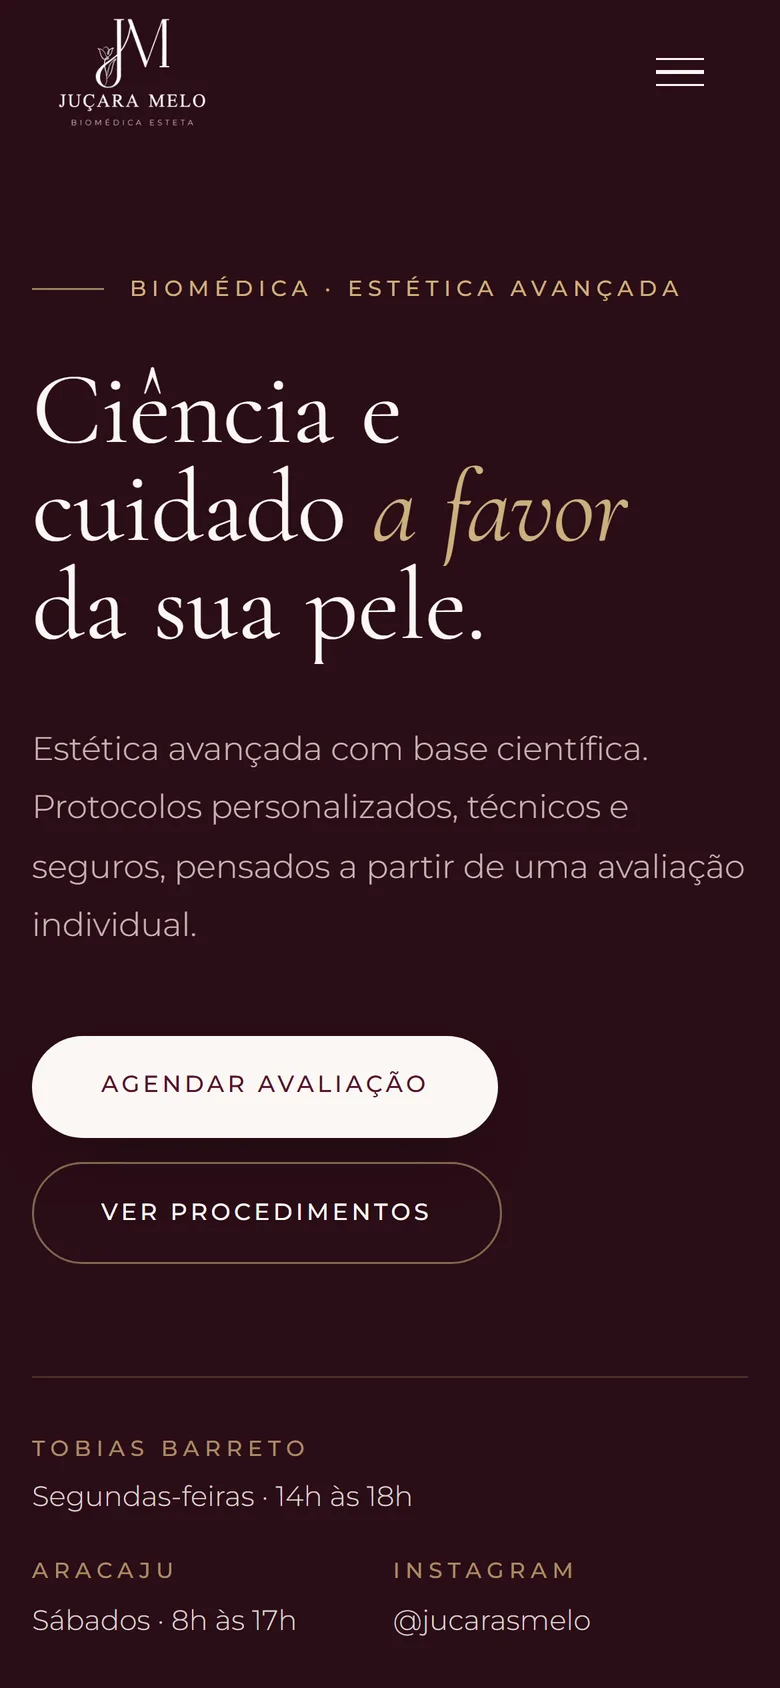 JM
JUÇARA MELO
BIOMÉDICA ESTETA
BIOMÉDICA · ESTÉTICA AVANÇADA
Ciência e
cuidado a favor
da sua pele.
Estética avançada com base científica.
Protocolos personalizados, técnicos e
seguros, pensados a partir de uma avaliação
individual.
AGENDAR AVALIAÇÃO
VER PROCEDIMENTOS
TOBIAS BARRETO
Segundas-feiras · 14h às 18h
ARACAJU
Sábados · 8h às 17h
INSTAGRAM
@jucarasmelo